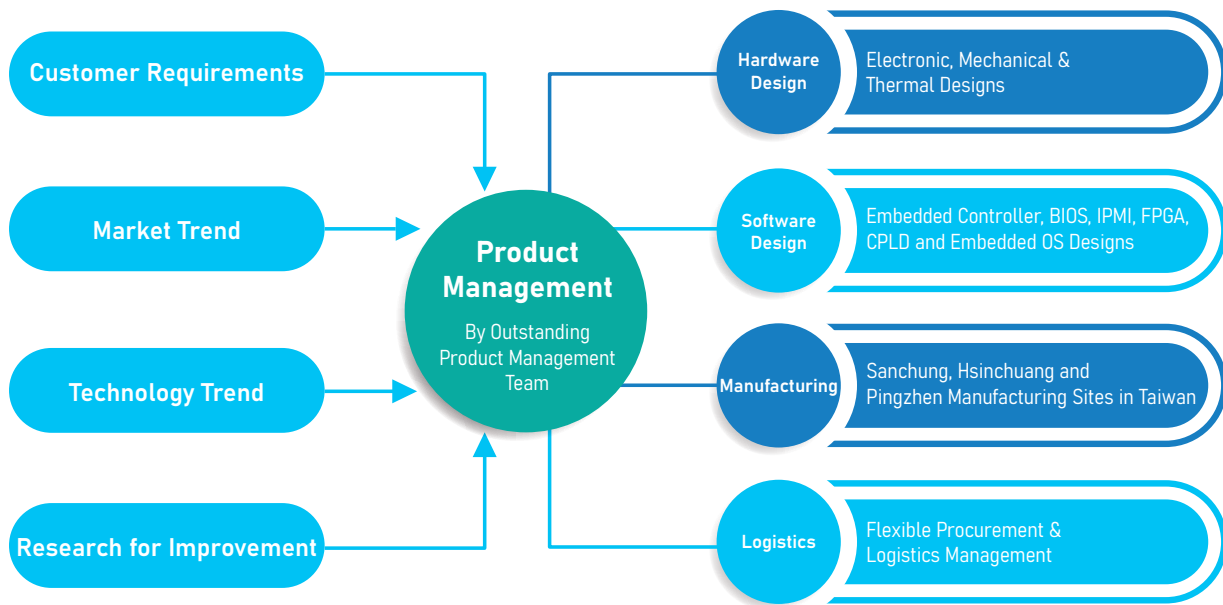 Customer Requirements
Market Trend
Technology Trend
Research for Improvement
Product
Management
By Outstanding
Product Management
Team
Hardware
Design
Electronic, Mechanical &
Thermal Designs
Software
Design
Embedded Controller, BIOS, IPMI, FPGA,
CPLD and Embedded OS Designs
Manufacturing
Sanchung, Hsinchuang and
Pingzhen Manufacturing Sites in Taiwan
Logistics
Flexible Procurement &
Logistics Management